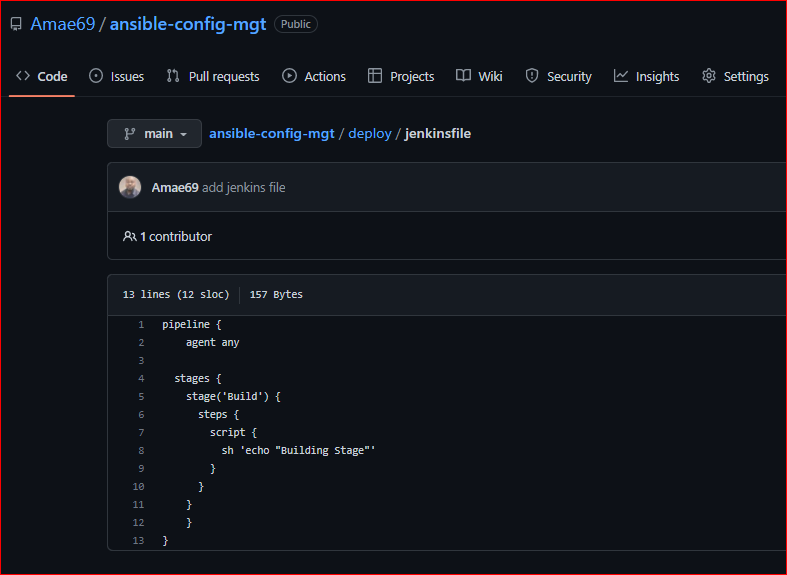 Amae69 / ansible-config-mgt Public
Code Issues Pull requests Actions Projects Wiki Security Insights Settings
main ansible-config-mgt / deploy / jenkinsfile
Amae69 add jenkins file
1 contributor
13 lines (12 sloc) 157 Bytes
1 pipeline {
2     agent any
3
4   stages {
5     stage('Build') {
6       steps {
7         script {
8           sh 'echo "Building Stage"'
9         }
10       }
11     }
12     }
13 }